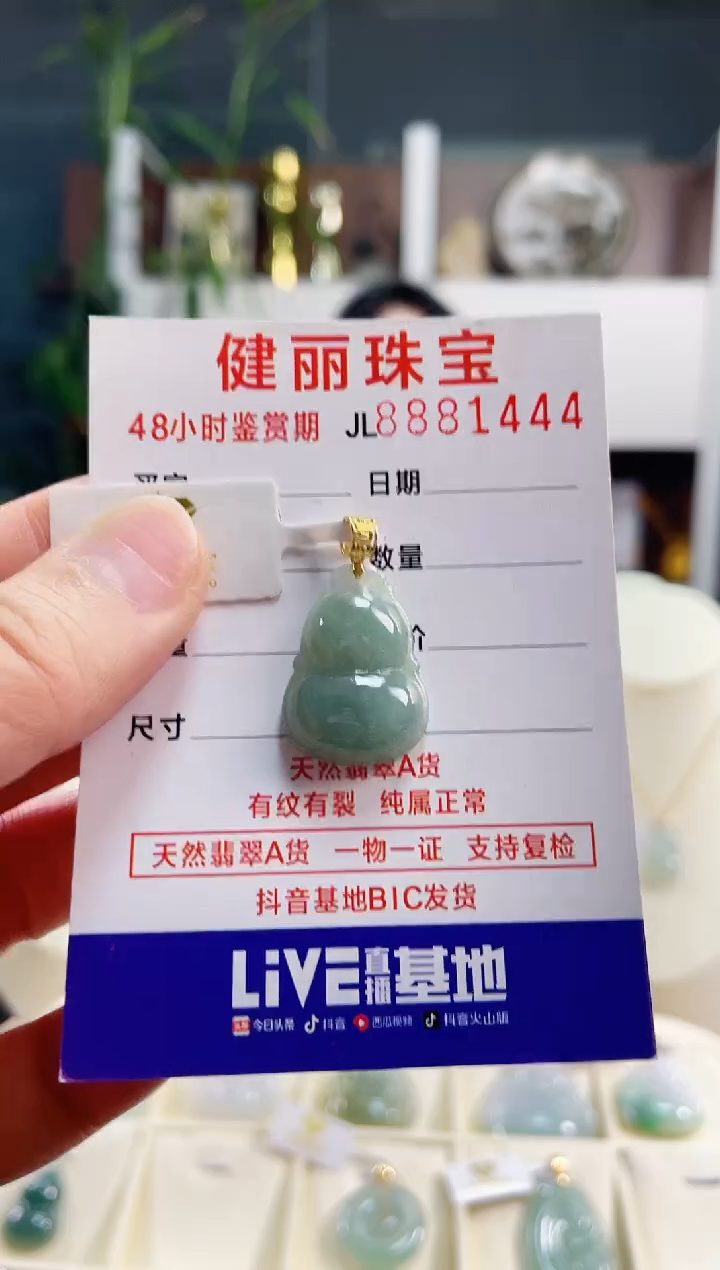 健丽珠宝
48小时鉴赏期 JL8881444
日期
数量
尺寸
天然翡翠A货
有纹有裂 纯属正常
天然翡翠A货 一物一证 支持复检
抖音基地BIC发货
LiVE直播基地
今日头条 抖音 西瓜视频 抖音火山版